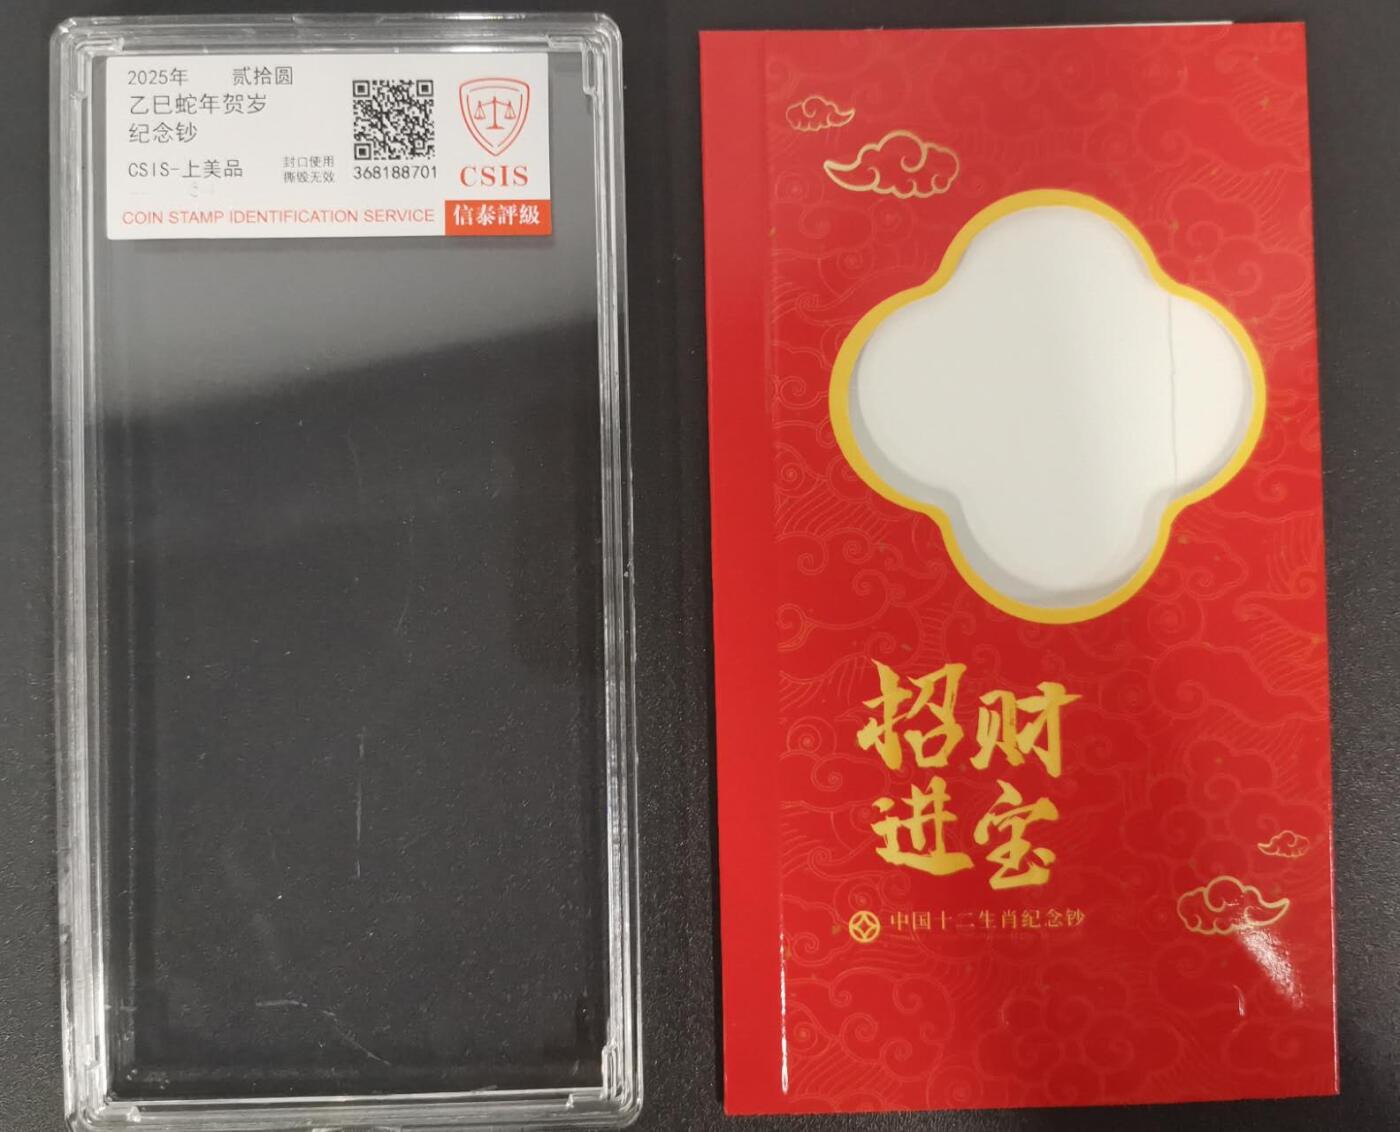 2025年 贰拾圆
乙巳蛇年贺岁
纪念钞
CSIS-上美品
封口使用
撕毁无效
368188701
CSIS
COIN STAMP IDENTIFICATION SERVICE
信泰評級
招财
进宝
中国十二生肖纪念钞